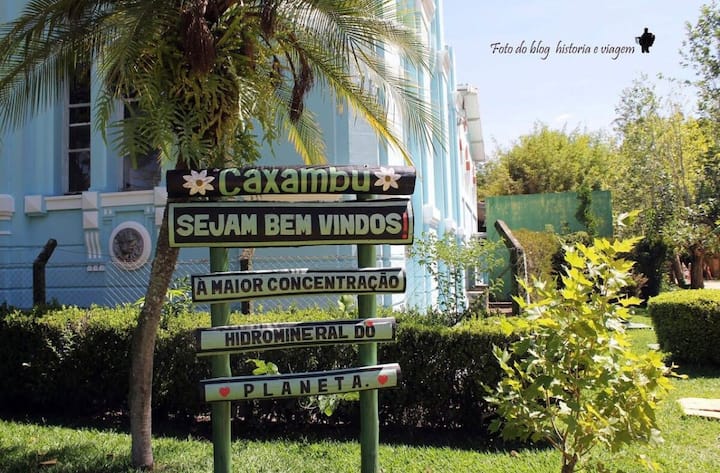 Foto do blog historia e viagem
Caxambu
SEJAM BEM VINDOS!
À MAIOR CONCENTRAÇÃO
HIDROMINERAL DO
PLANETA.